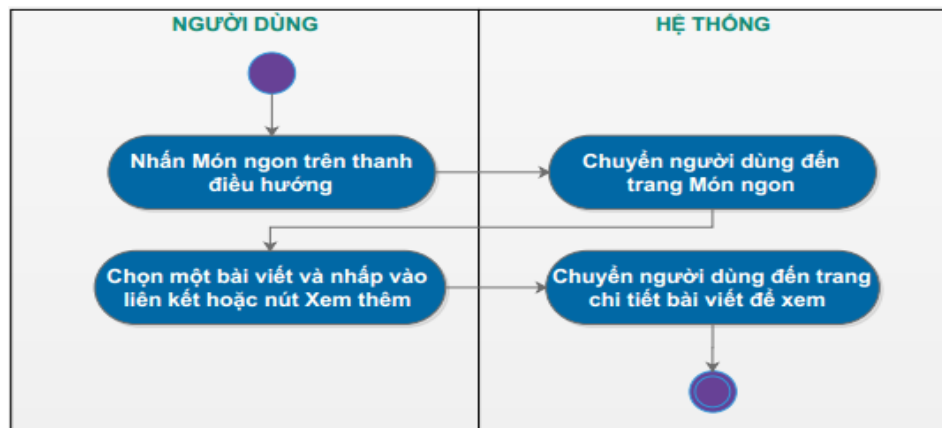 NGƯỜI DÙNG
HỆ THỐNG
Nhấn Món ngon trên thanh
điều hướng
Chuyển người dùng đến
trang Món ngon
Chọn một bài viết và nhấp vào
liên kết hoặc nút Xem thêm
Chuyển người dùng đến trang
chi tiết bài viết để xem